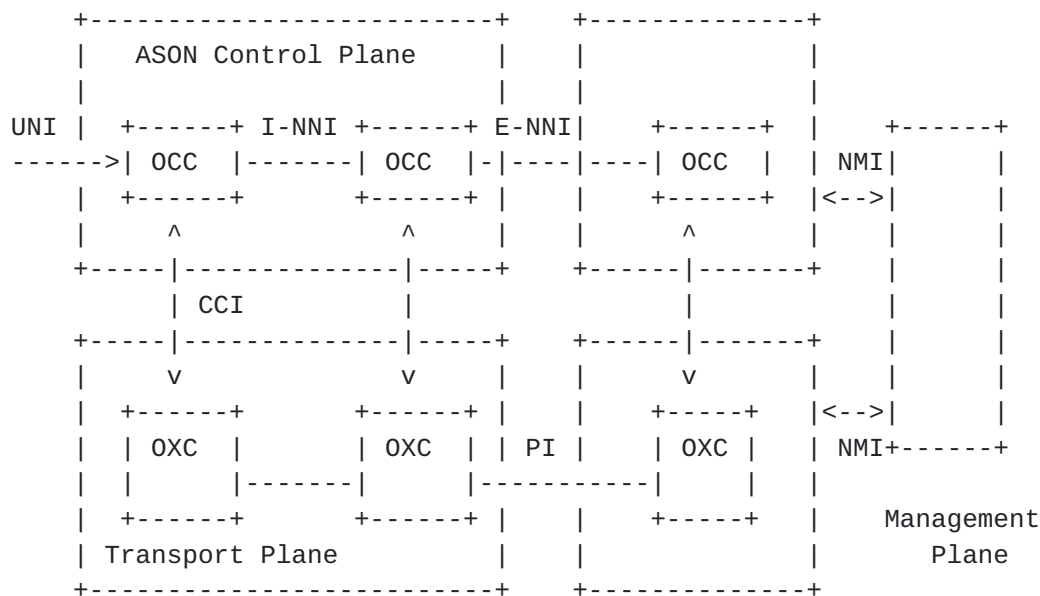 ASON Control Plane
UNI I-NNI E-NNI
OCC OCC OCC NMI
CCI
OXC OXC PI OXC NMI
Management
Transport Plane Plane